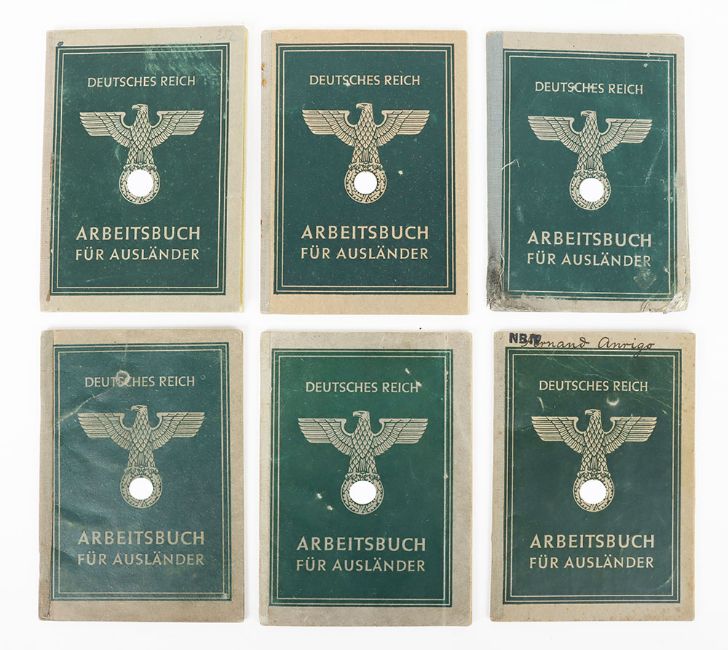 DEUTSCHES REICH
ARBEITSBUCH
FÜR AUSLÄNDER
DEUTSCHES REICH
ARBEITSBUCH
FÜR AUSLÄNDER
DEUTSCHES REICH
ARBEITSBUCH
FÜR AUSLÄNDER
DEUTSCHES REICH
ARBEITSBUCH
FÜR AUSLÄNDER
DEUTSCHES REICH
ARBEITSBUCH
FÜR AUSLÄNDER
Anrigo
DEUTSCHES REICH
ARBEITSBUCH
FÜR AUSLÄNDER